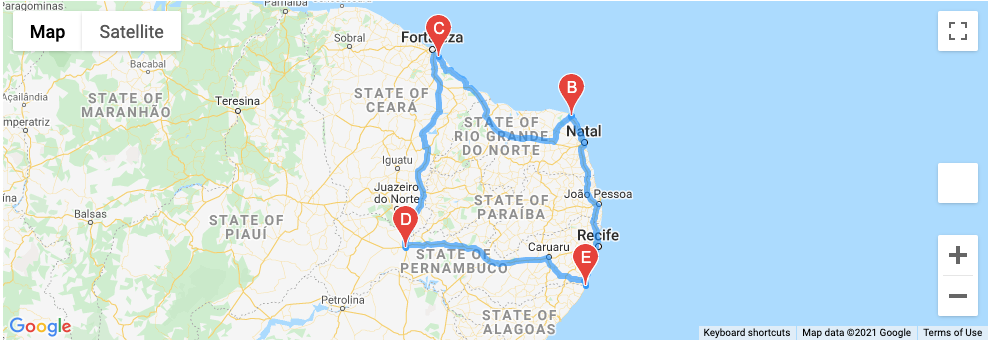 Paragominas
Parnaíba
Map
Satellite
C
Fortaleza
Sobral
Bacabal
Açailândia
STATE OF
MARANHÃO
Teresina
STATE OF
CEARÁ
B
mperatriz
STATE OF
RIO GRANDE
DO NORTE
Natal
Iguatu
Juazeiro
do Norte
João Pessoa
STATE OF
PARAÍBA
Balsas
STATE OF
PIAUÍ
D
Recife
Caruaru
E
STATE OF
PERNAMBUCO
Petrolina
STATE OF
ALAGOAS
Google
Keyboard shortcuts
Map data ©2021 Google
Terms of Use